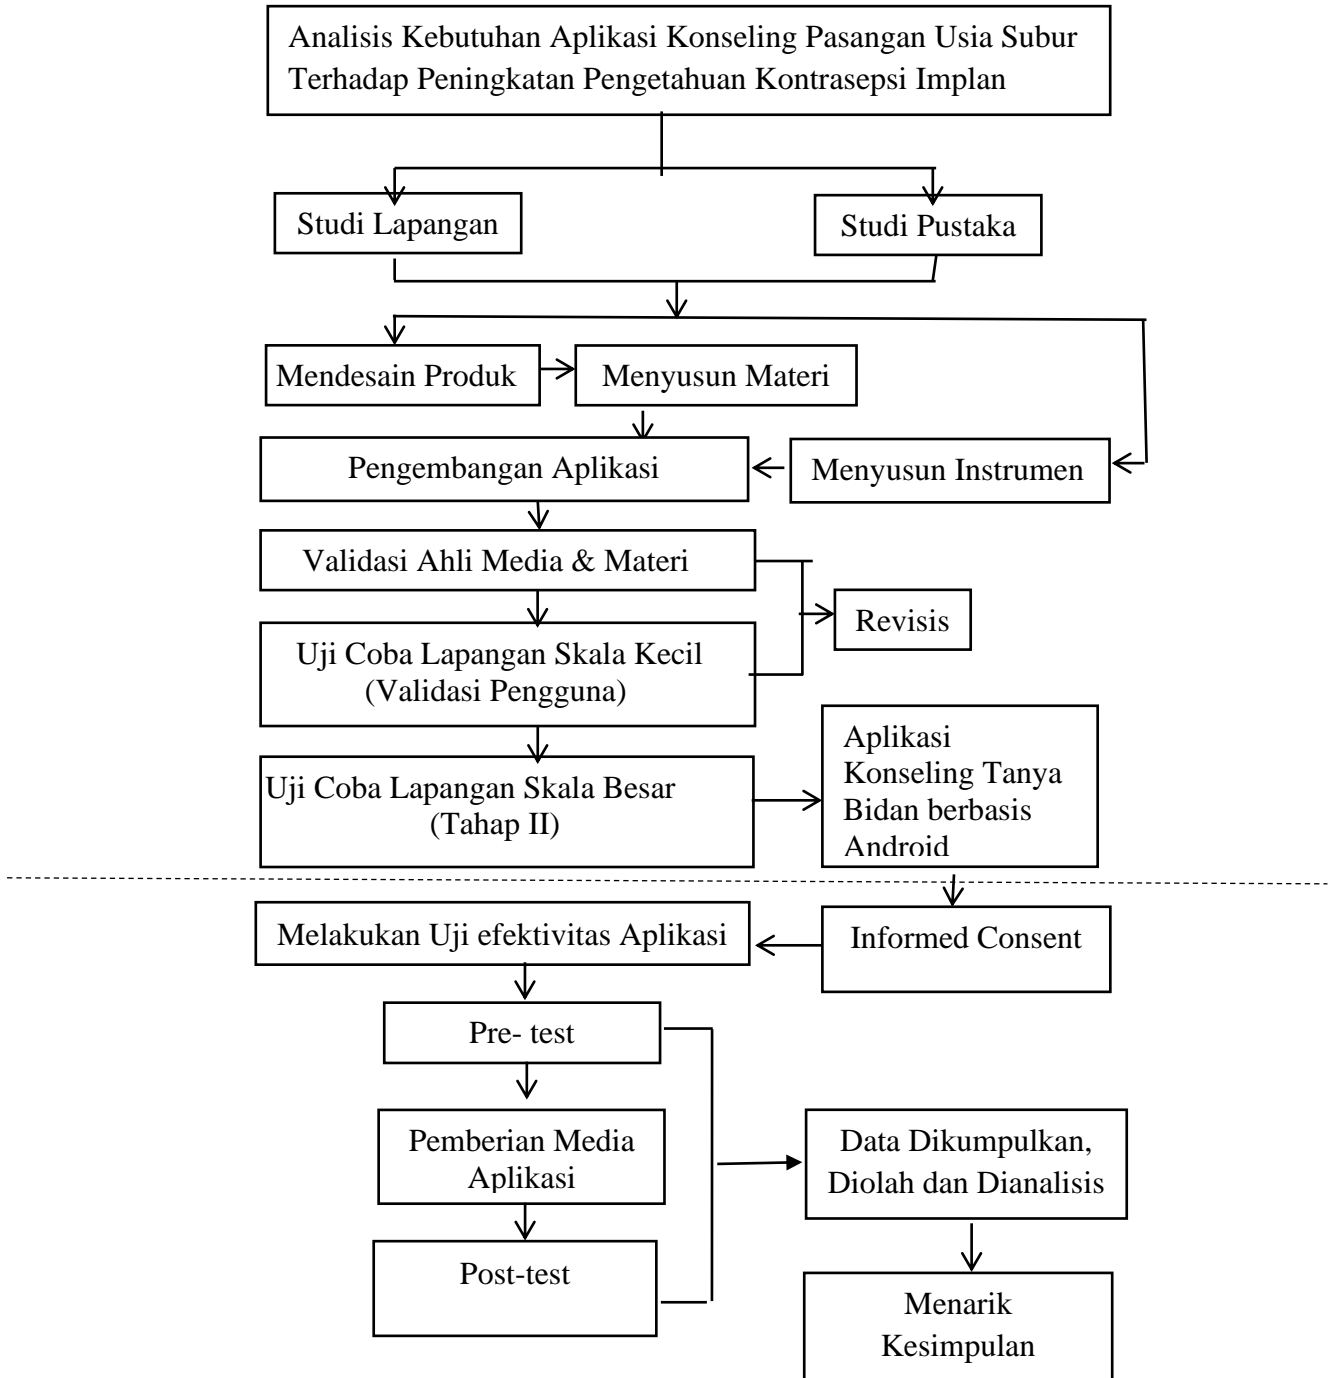 Analisis Kebutuhan Aplikasi Konseling Pasangan Usia Subur
Terhadap Peningkatan Pengetahuan Kontrasepsi Implan
Studi Lapangan
Studi Pustaka
Mendesain Produk
Menyusun Materi
Pengembangan Aplikasi
Menyusun Instrumen
Validasi Ahli Media & Materi
Revisis
Uji Coba Lapangan Skala Kecil
(Validasi Pengguna)
Uji Coba Lapangan Skala Besar
(Tahap II)
Aplikasi
Konseling Tanya
Bidan berbasis
Android
Melakukan Uji efektivitas Aplikasi
Informed Consent
Pre- test
Pemberian Media
Aplikasi
Data Dikumpulkan,
Diolah dan Dianalisis
Post-test
Menarik
Kesimpulan